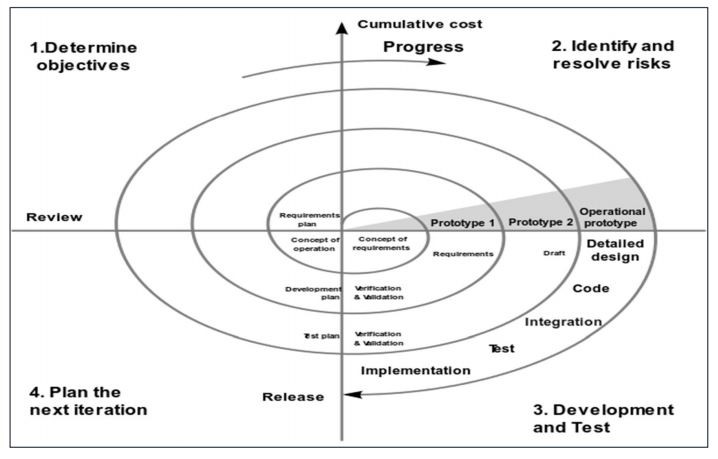 Cumulative cost
Progress
1.Determine
objectives
2. Identify and
resolve risks
Review
Requirements
plan
Prototype 1
Prototype 2
Operational
prototype
Concept of
operation
Concept of
requirements
Requirements
Draft
Detailed
design
Development
plan
Verification
& Validation
Code
Integration
Test plan
Verification
& Validation
Test
Implementation
Release
4. Plan the
next iteration
3. Development
and Test